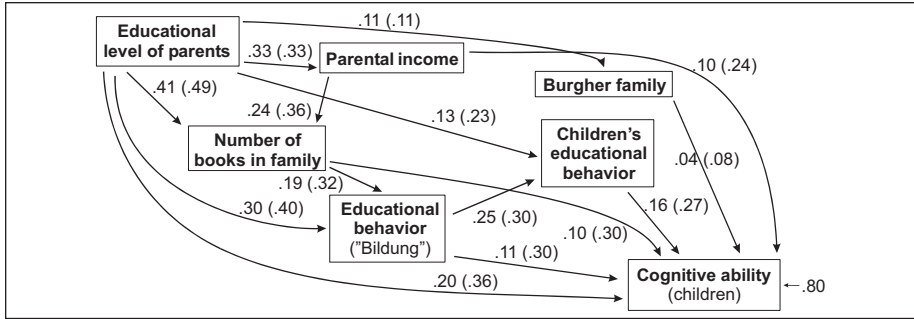 Educational
level of parents
.11 (.11)
.33 (.33)
Parental income
.10 (.24)
Burgher family
.41 (.49)
.24 (.36)
.13 (.23)
Number of
books in family
Children's
educational
behavior
.04 (.08)
.19 (.32)
.30 (.40)
Educational
behavior
("Bildung")
.25 (.30)
.16 (.27)
.10 (.30)
.11 (.30)
.20 (.36)
Cognitive ability
(children)
.80